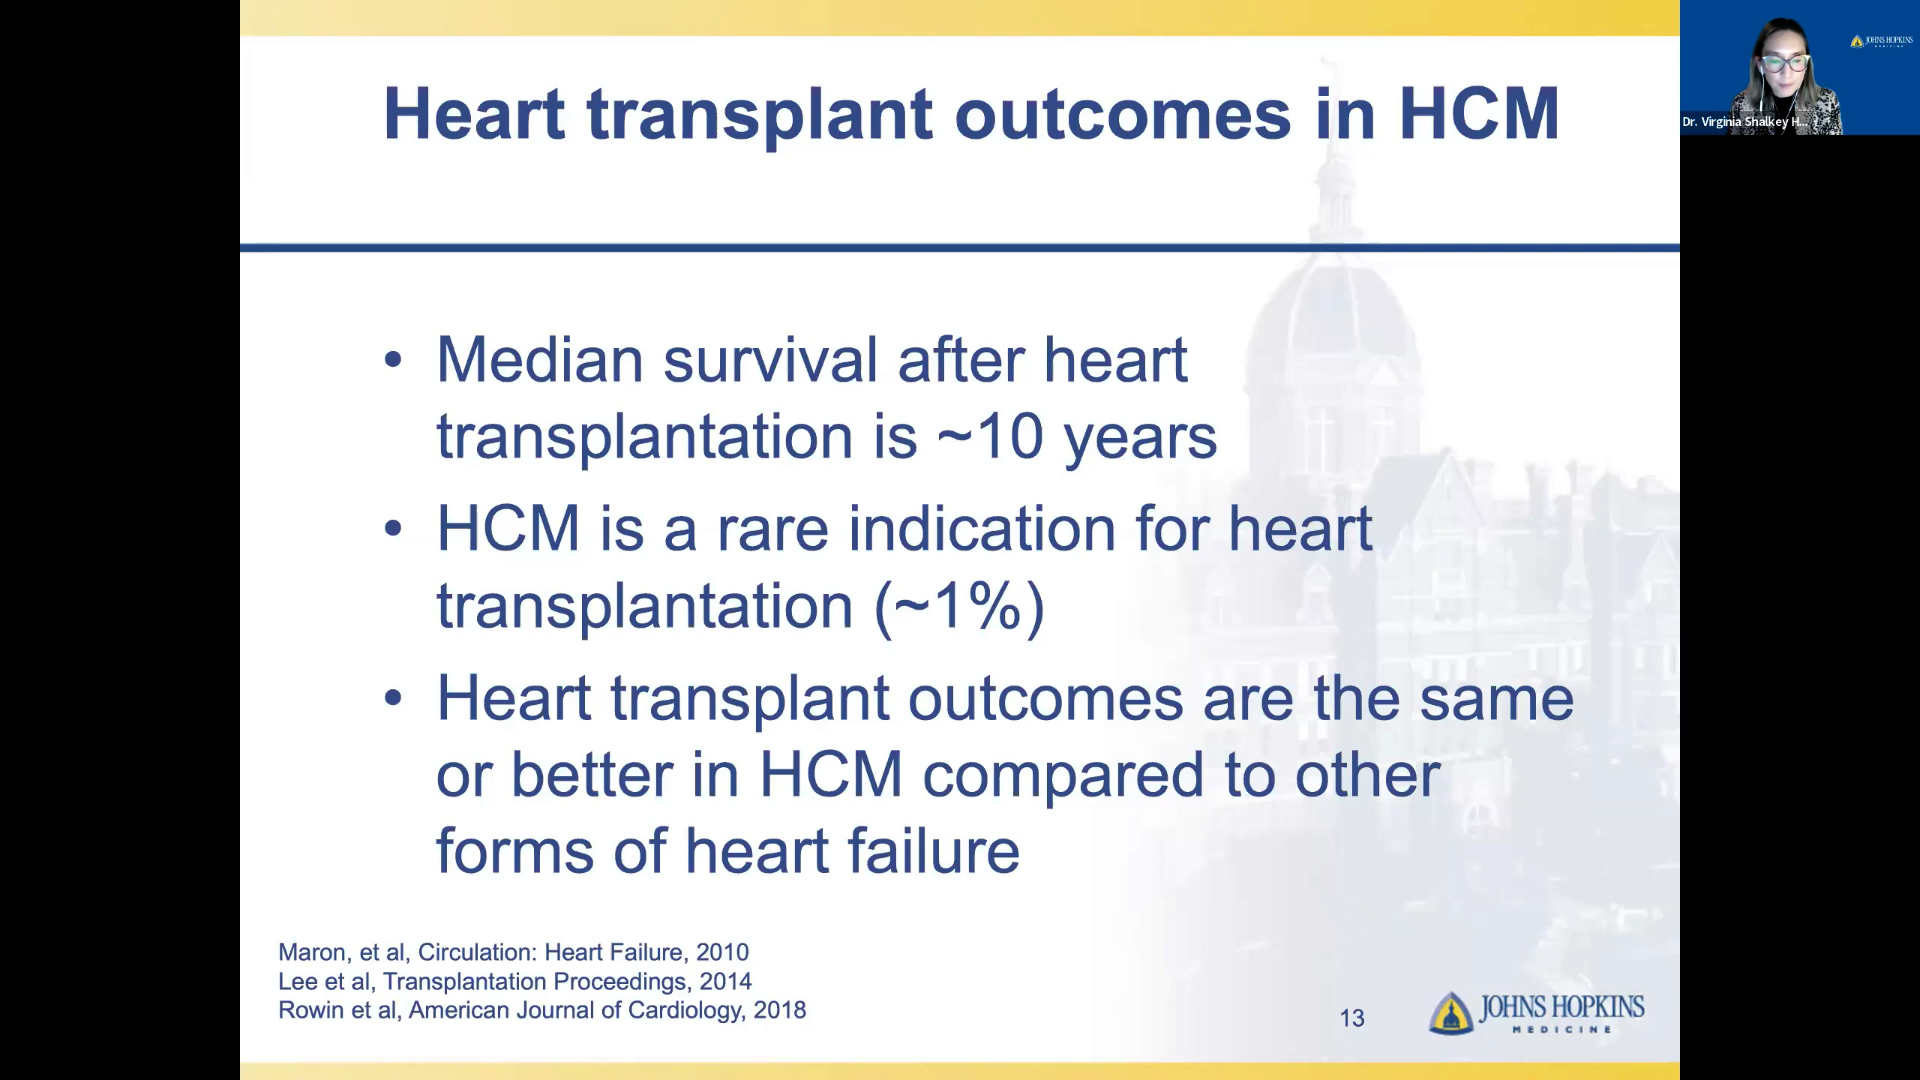 Heart transplant outcomes in HCM
• Median survival after heart
transplantation is ~10 years
• HCM is a rare indication for heart
transplantation (~1%)
• Heart transplant outcomes are the same
or better in HCM compared to other
forms of heart failure
Maron, et al, Circulation: Heart Failure, 2010
Lee et al, Transplantation Proceedings, 2014
Rowin et al, American Journal of Cardiology, 2018
13
JOHNS HOPKINS
MEDICINE
JOHNS HOPKINS
MEDICINE
Dr. Virginia Shalkey H...